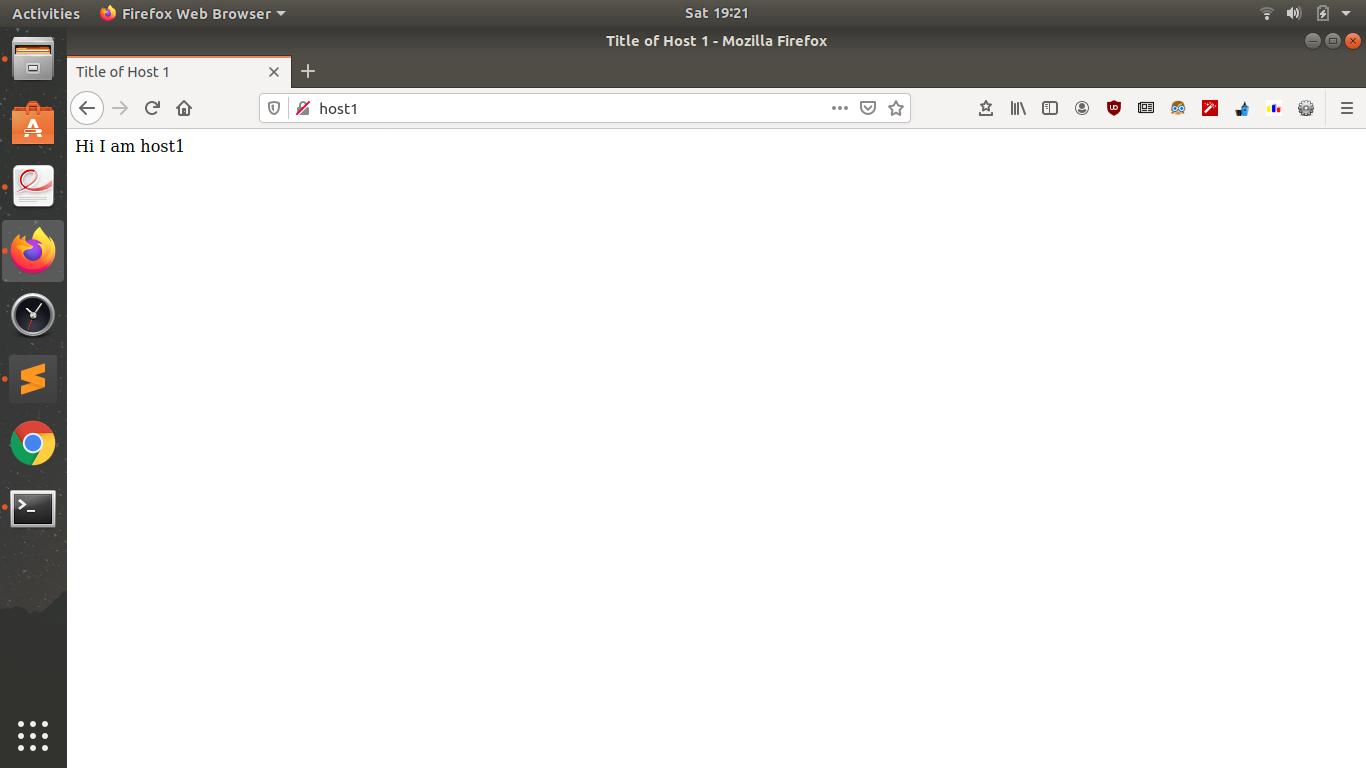 Activities Firefox Web Browser Sat 19:21
Title of Host 1 - Mozilla Firefox
Title of Host 1
host1
Hi I am host1